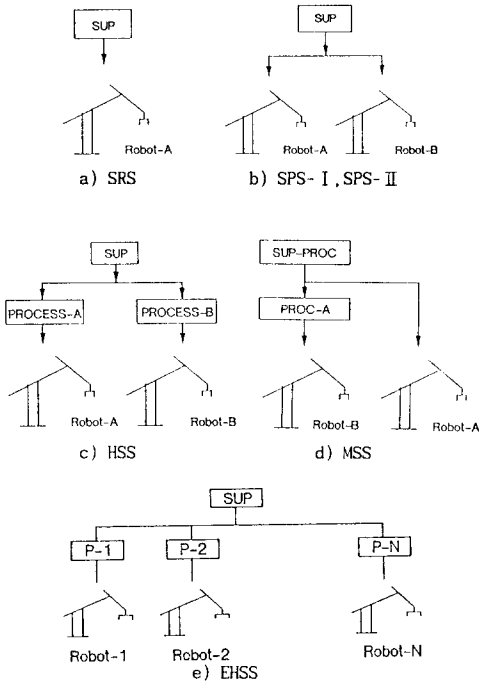 SUP
Robot-A
a) SRS
SUP
Robot-A
Robot-B
b) SPS-Ⅰ,SPS-Ⅱ
SUP
PROCESS-A
PROCESS-B
Robot-A
Robot-B
c) HSS
SUP-PROC
PROC-A
Robot-B
Robot-A
d) MSS
SUP
P-1
P-2
P-N
Robot-1
Robot-2
Robot-N
e) EHSS